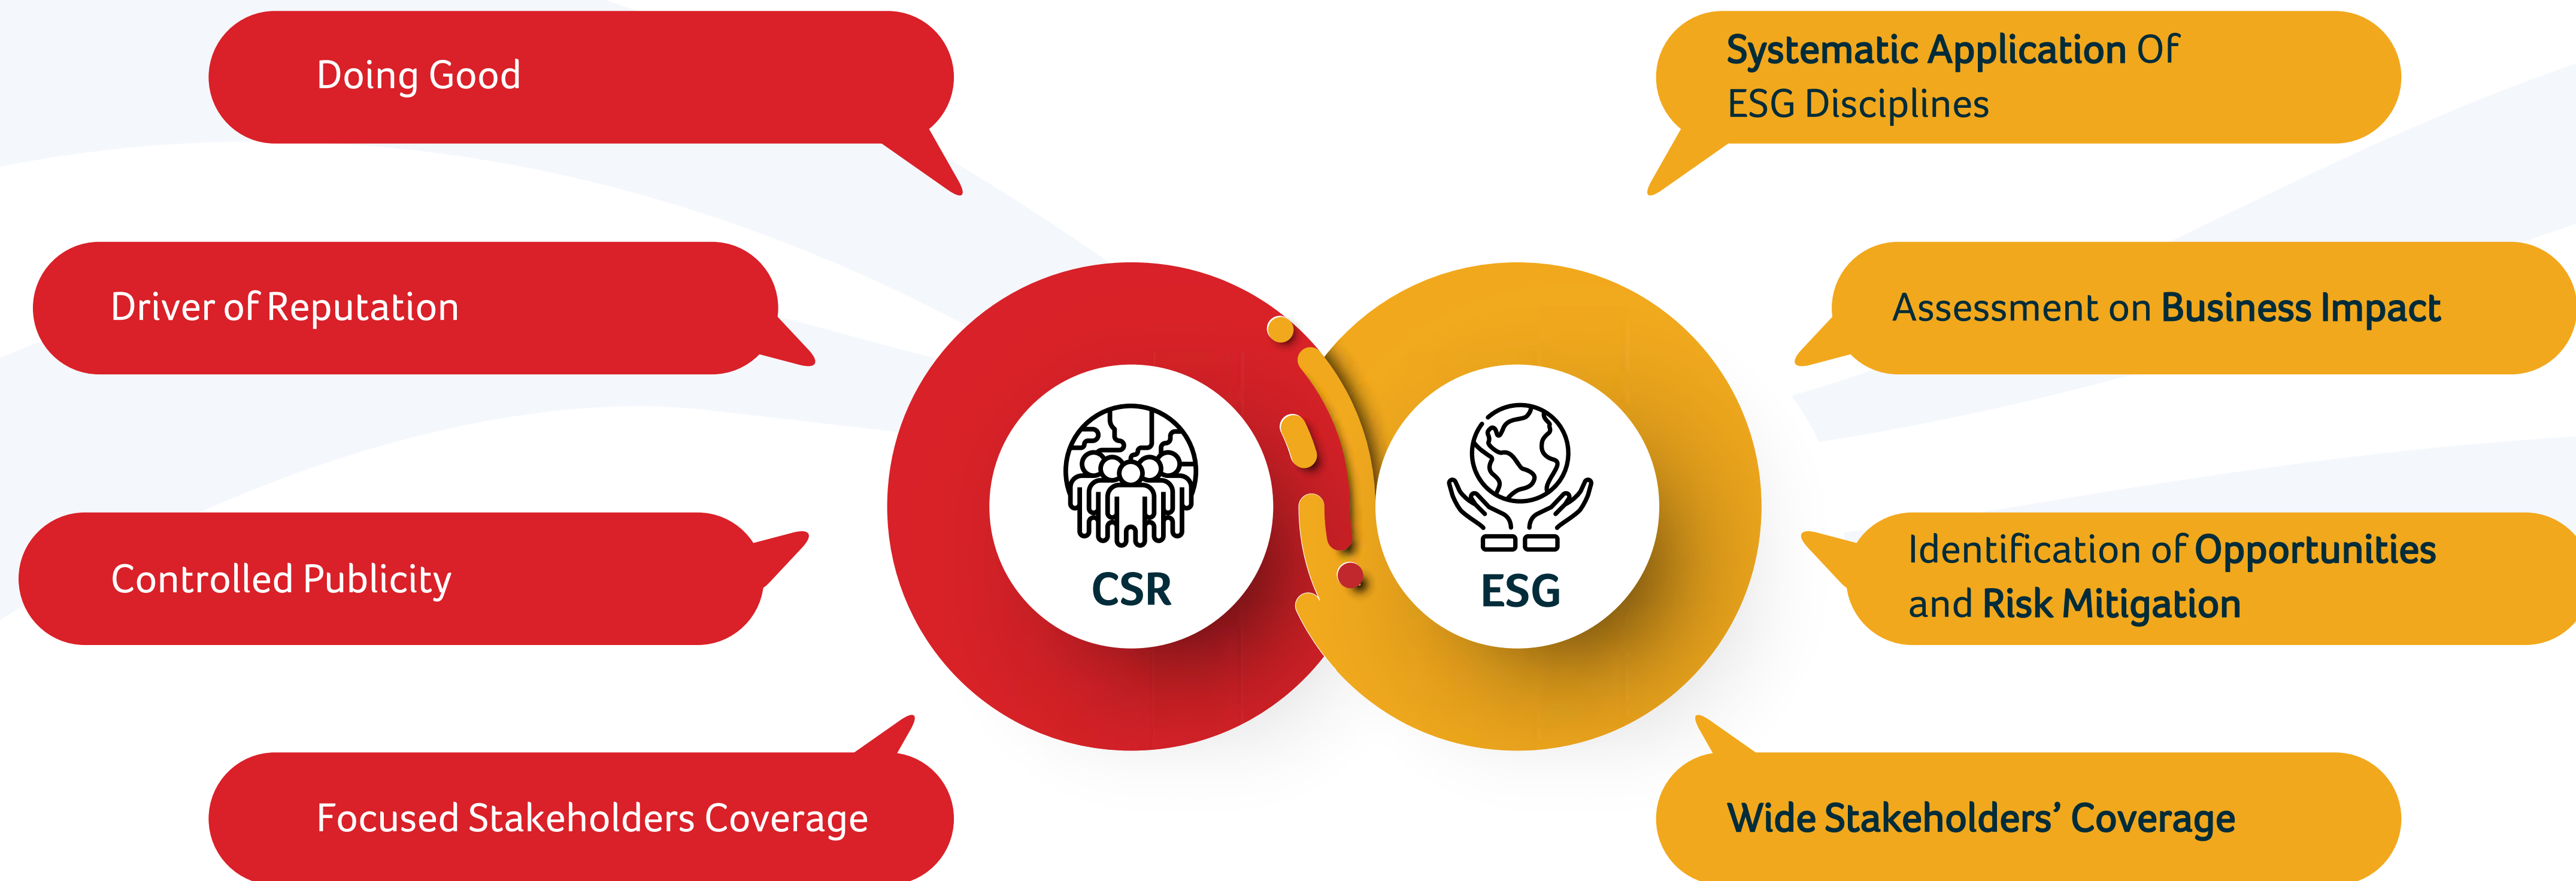 Doing Good
Driver of Reputation
Controlled Publicity
Focused Stakeholders Coverage
CSR
ESG
Systematic Application Of
ESG Disciplines
Assessment on Business Impact
Identification of Opportunities
and Risk Mitigation
Wide Stakeholders’ Coverage